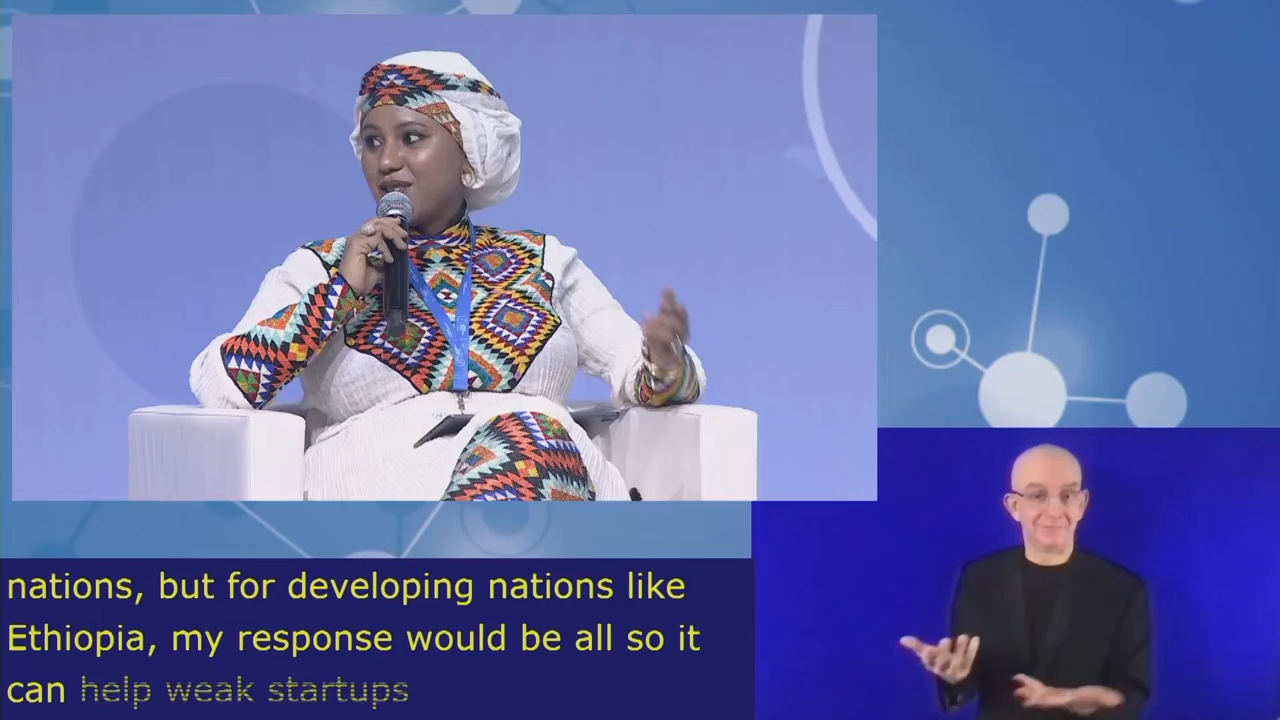 nations, but for developing nations like
Ethiopia, my response would be all so it
can help weak startups